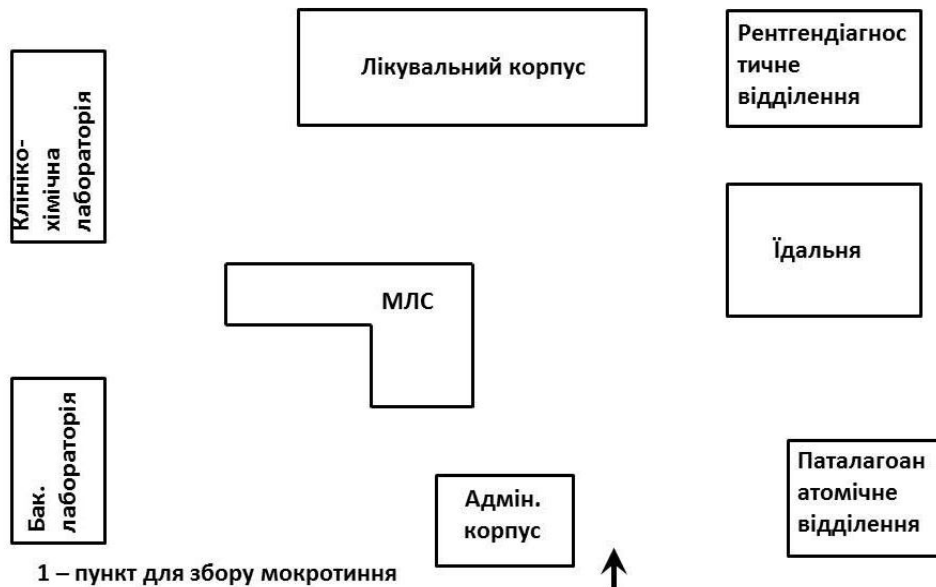 Лікувальний корпус
Рентгендіагнос
тичне
відділення
Клініко-
хімічна
лабораторія
Їдальня
МЛС
Бак.
лабораторія
Адмін.
корпус
Паталагоан
атомічне
відділення
1 – пункт для збору мокротиння